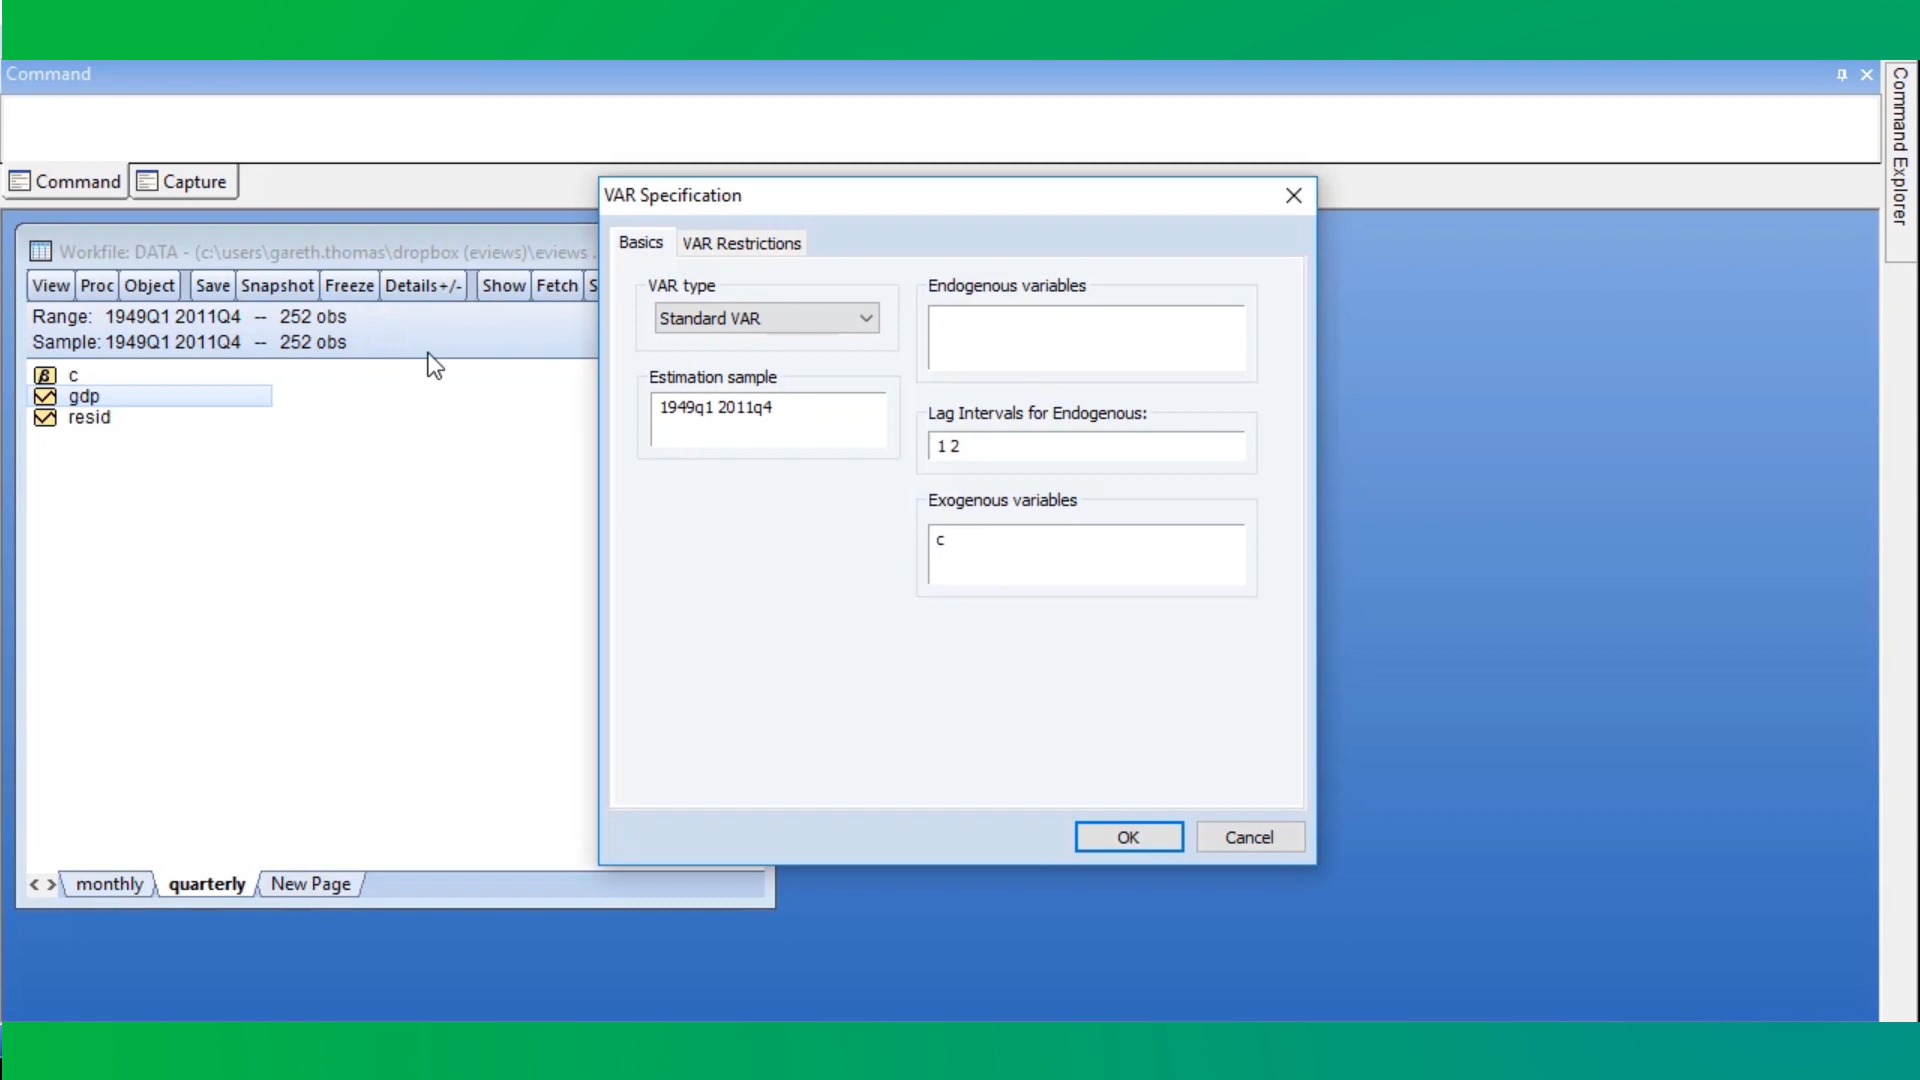 Command
Command Explorer
Command
Capture
VAR Specification
Basics
VAR Restrictions
Workfile: DATA - (c:\users\gareth.thomas\dropbox (eviews)\eviews
View Proc Object Save Snapshot Freeze Details+/- Show Fetch S
Range: 1949Q1 2011Q4 -- 252 obs
Sample: 1949Q1 2011Q4 -- 252 obs
β c
gdp
resid
VAR type
Standard VAR
Estimation sample
1949q1 2011q4
Endogenous variables
Lag Intervals for Endogenous:
1 2
Exogenous variables
c
OK
Cancel
< > monthly quarterly New Page